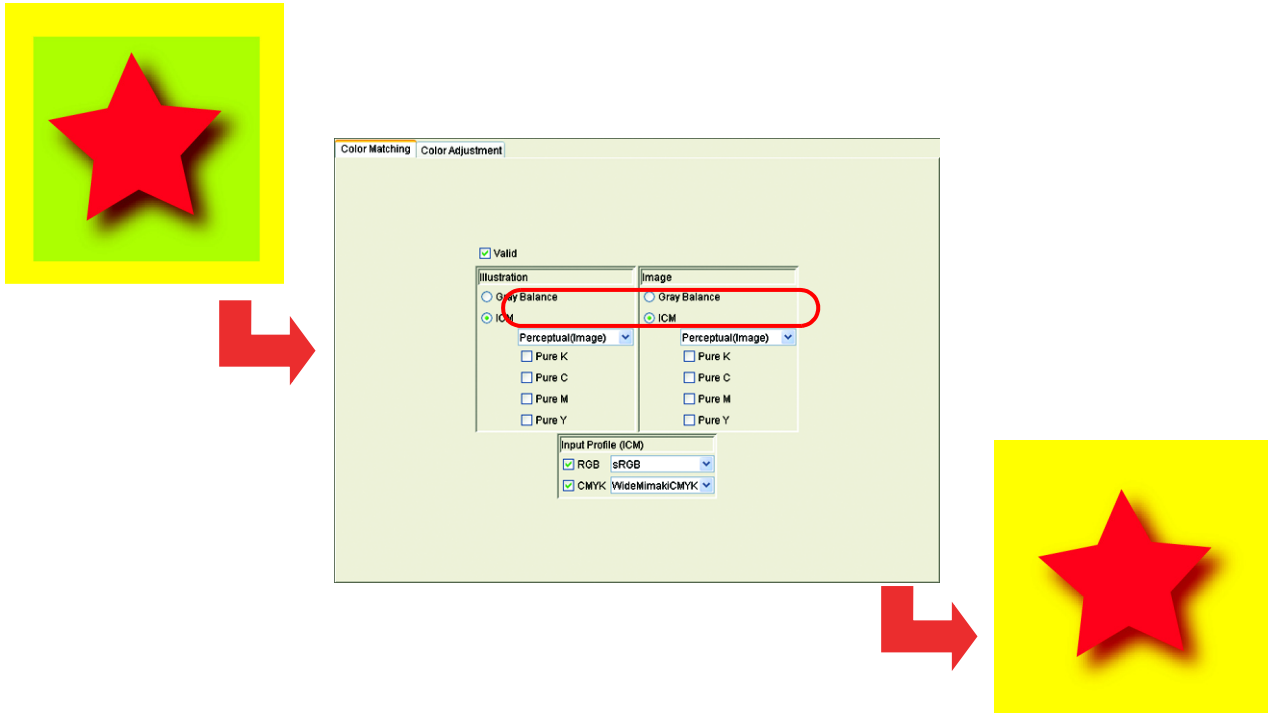 Color Matching Color Adjustment
Valid
Illustration Image
Gray Balance Gray Balance
ICM ICM
Perceptual(Image) Perceptual(Image)
Pure K Pure K
Pure C Pure C
Pure M Pure M
Pure Y Pure Y
Input Profile (ICM)
RGB sRGB
CMYK WideMimakiCMYK